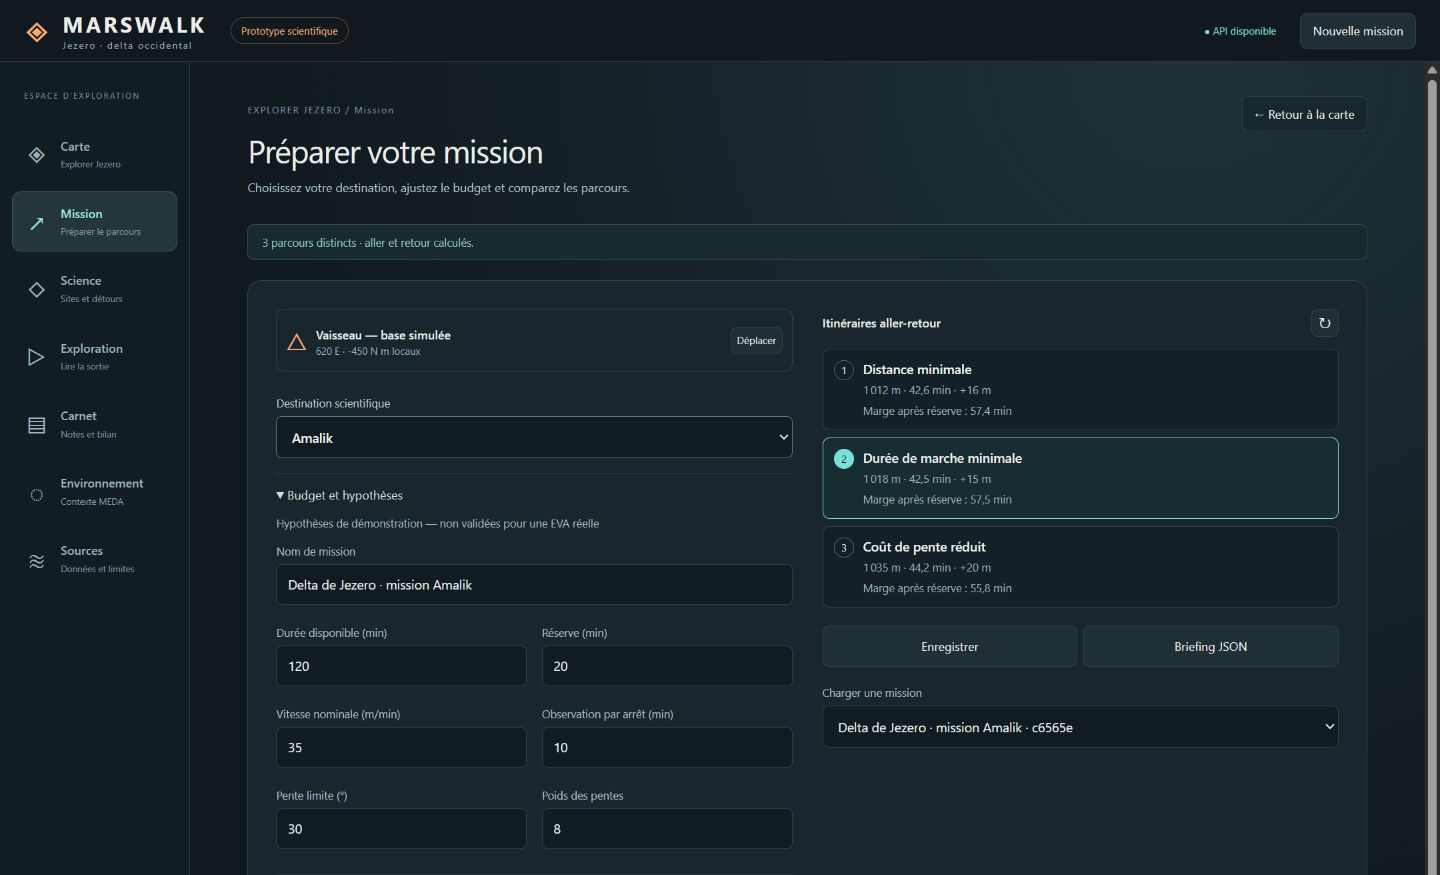 MARSWALK
Jezero · delta occidental
Prototype scientifique
● API disponible
Nouvelle mission
ESPACE D'EXPLORATION
Carte
Explorer Jezero
Mission
Préparer le parcours
Science
Sites et détours
Exploration
Lire la sortie
Carnet
Notes et bilan
Environnement
Contexte MEDA
Sources
Données et limites
EXPLORER JEZERO / Mission
← Retour à la carte
Préparer votre mission
Choisissez votre destination, ajustez le budget et comparez les parcours.
3 parcours distincts · aller et retour calculés.
Vaisseau — base simulée
620 E · -450 N m locaux
Déplacer
Destination scientifique
Amalik
▼ Budget et hypothèses
Hypothèses de démonstration — non validées pour une EVA réelle
Nom de mission
Delta de Jezero · mission Amalik
Durée disponible (min)
Réserve (min)
120
20
Vitesse nominale (m/min)
Observation par arrêt (min)
35
10
Pente limite (°)
Poids des pentes
30
8
Itinéraires aller-retour
↻
1 Distance minimale
1 012 m · 42,6 min · +16 m
Marge après réserve : 57,4 min
2 Durée de marche minimale
1 018 m · 42,5 min · +15 m
Marge après réserve : 57,5 min
3 Coût de pente réduit
1 035 m · 44,2 min · +20 m
Marge après réserve : 55,8 min
Enregistrer
Briefing JSON
Charger une mission
Delta de Jezero · mission Amalik · c6565e